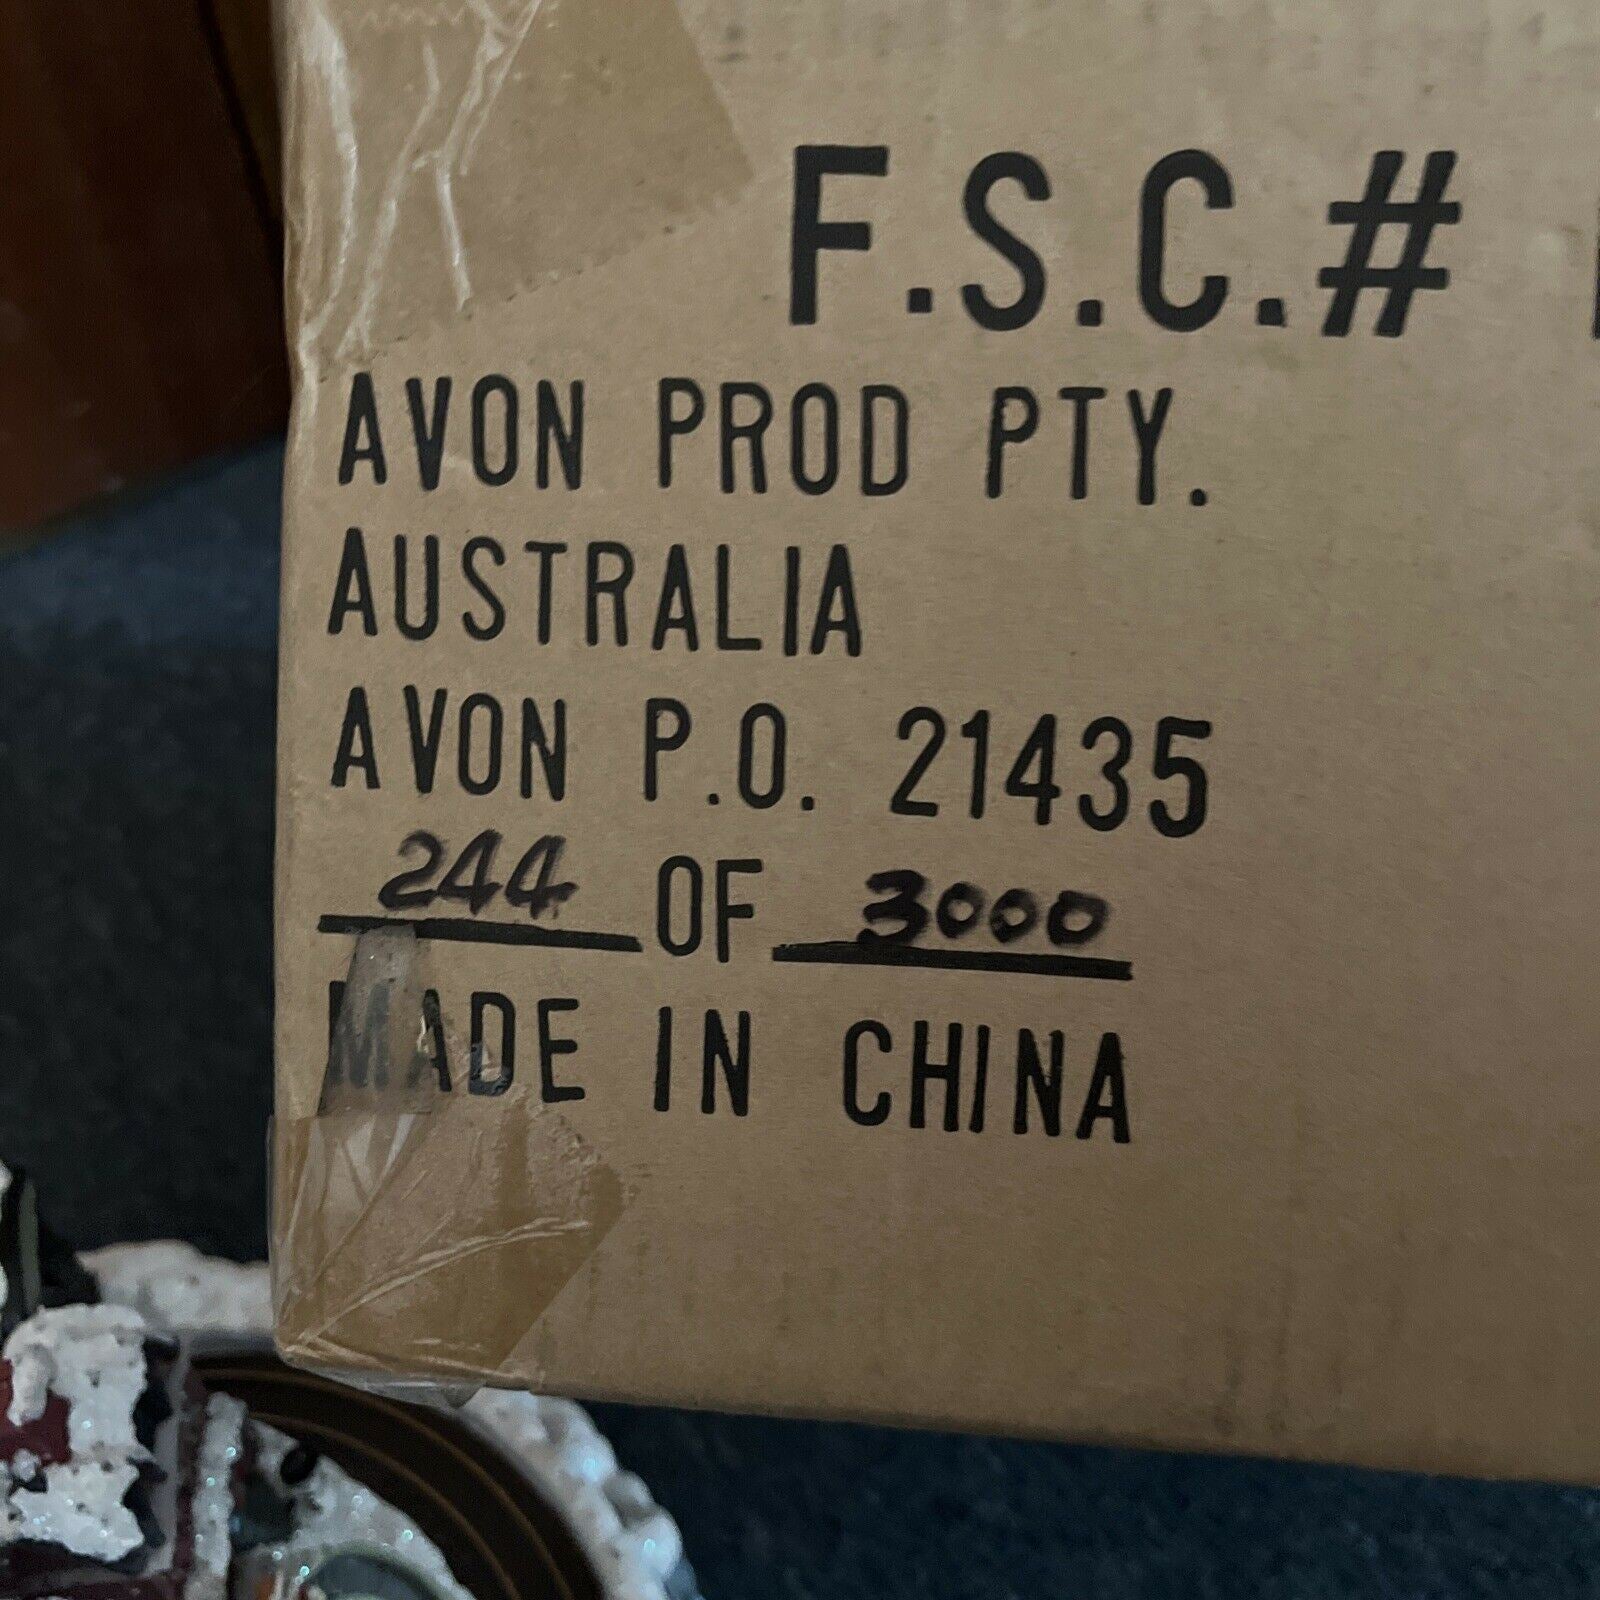 F.S.C.#
AVON PROD PTY.
AUSTRALIA
AVON P.O. 21435
244 OF 3000
MADE IN CHINA